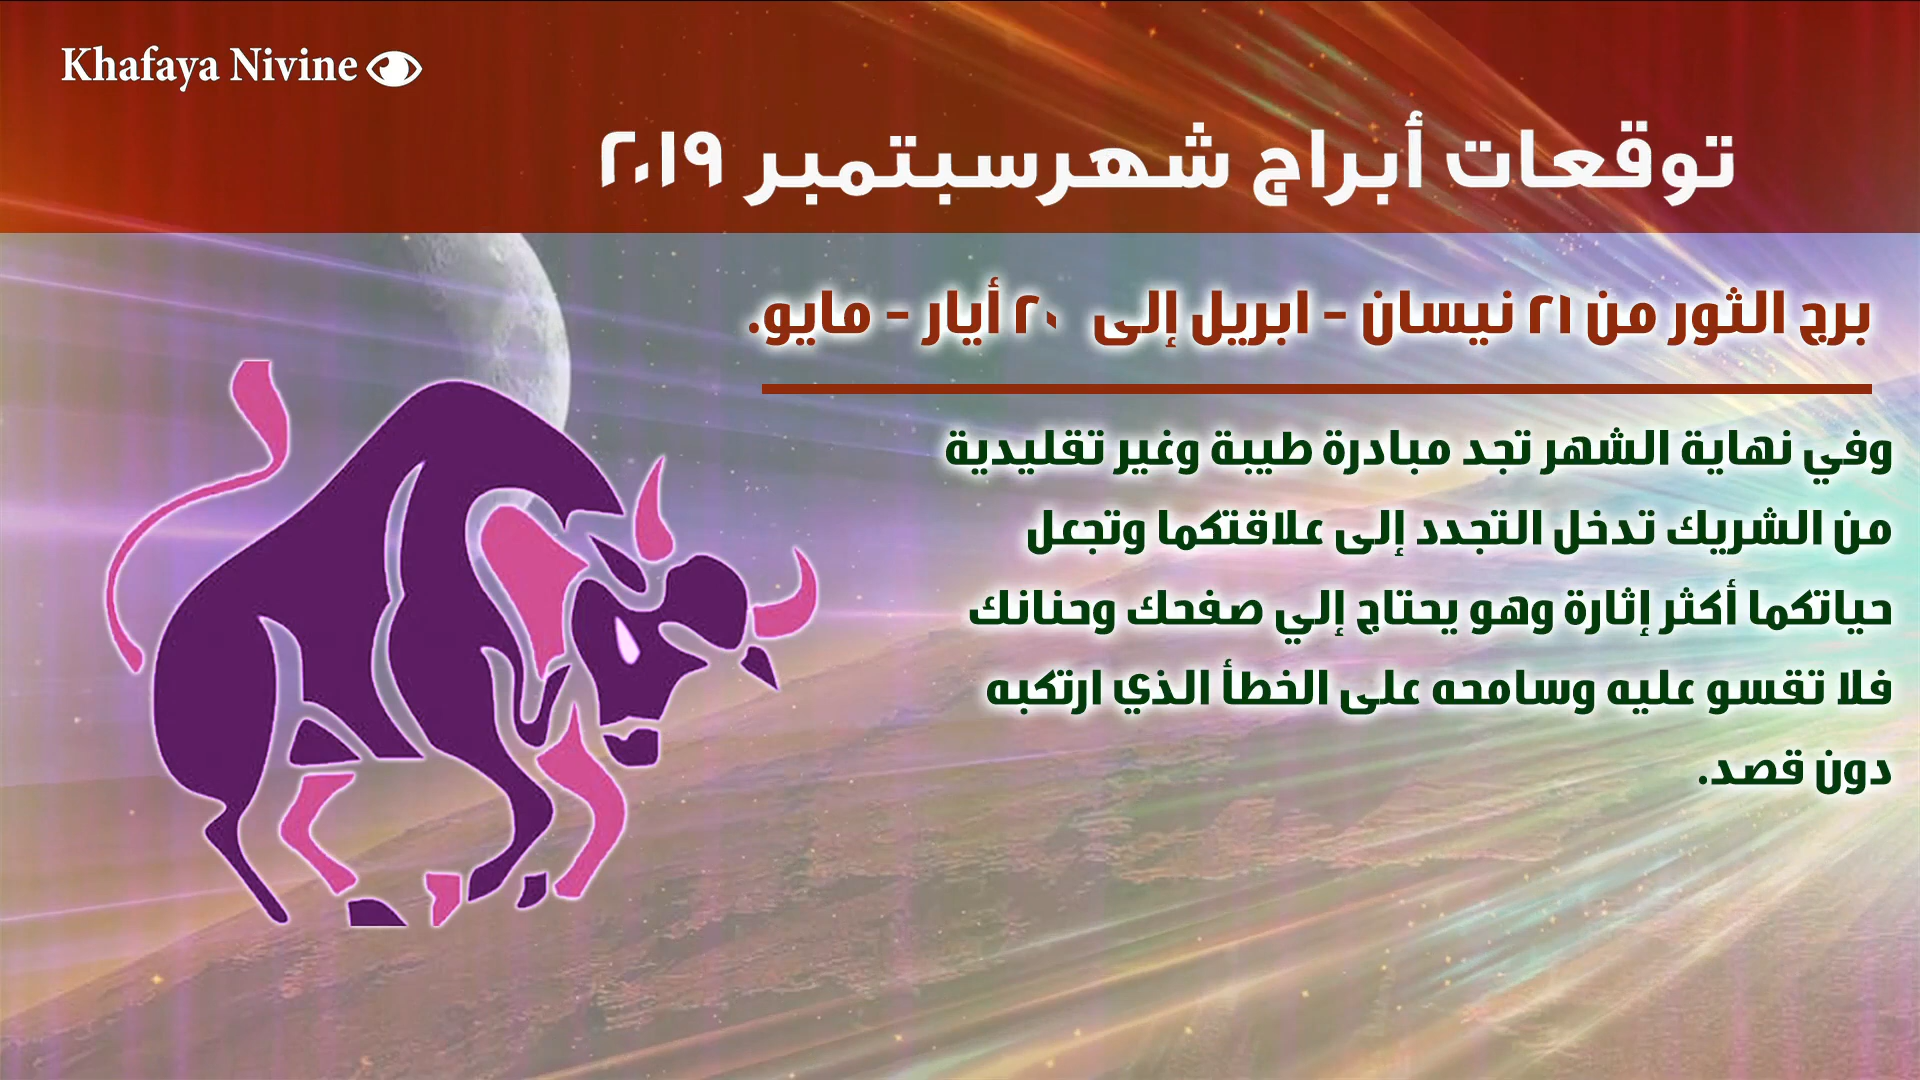 Khafaya Nivine
توقعات أبراج شهرسبتمبر ٢٠١٩
برج الثور من ٢١ نيسان - ابريل إلى ٢٠ أيار - مايو.
وفي نهاية الشهر تجد مبادرة طيبة وغير تقليدية
من الشريك تدخل التجدد إلى علاقتكما وتجعل
حياتكما أكثر إثارة وهو يحتاج إلي صفحك وحنانك
فلا تقسو عليه وسامحه على الخطأ الذي ارتكبه
دون قصد.